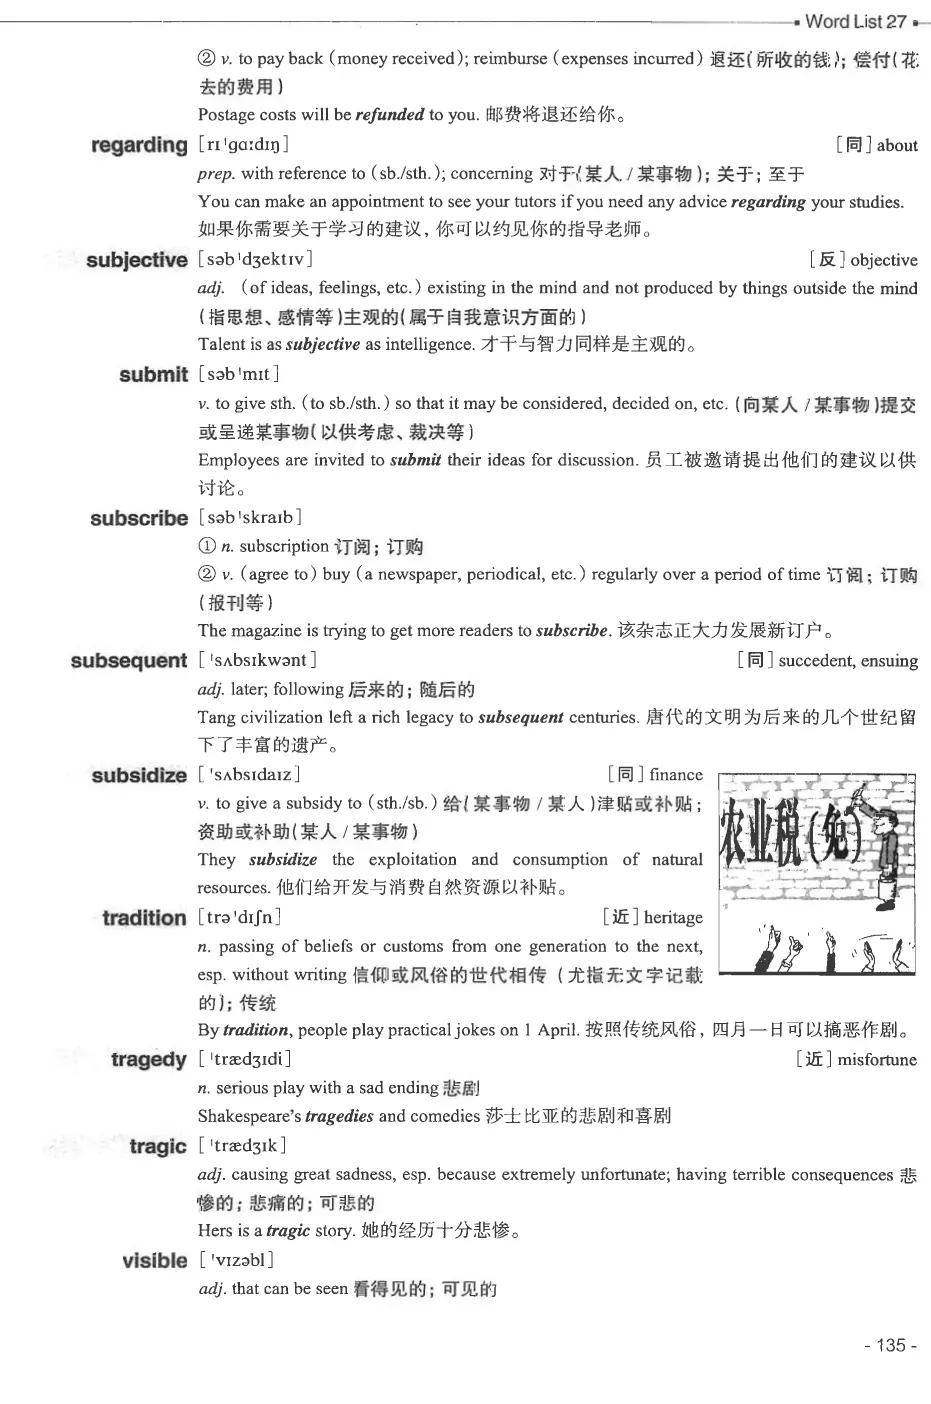 Word List 27
② v. to pay back (money received); reimburse (expenses incurred) 退还(所收的钱); 偿付(花
去的费用)
Postage costs will be refunded to you. 邮费将退还给你。
regarding [rɪˈɡɑːdɪŋ] [同] about
prep. with reference to (sb./sth.); concerning 对于(某人/某事物); 关于; 至于
You can make an appointment to see your tutors if you need any advice regarding your studies.
如果你需要关于学习的建议, 你可以约见你的指导老师。
subjective [səbˈdʒektɪv] [反] objective
adj. (of ideas, feelings, etc.) existing in the mind and not produced by things outside the mind
(指思想、感情等)主观的(属于自我意识方面的)
Talent is as subjective as intelligence. 才干与智力同样是主观的。
submit [səbˈmɪt]
v. to give sth. (to sb./sth.) so that it may be considered, decided on, etc. (向某人/某事物)提交
或呈递某事物(以供考虑、裁决等)
Employees are invited to submit their ideas for discussion. 员工被邀请提出他们的建议以供
讨论。
subscribe [səbˈskraɪb]
① n. subscription 订阅; 订购
② v. (agree to) buy (a newspaper, periodical, etc.) regularly over a period of time 订阅; 订购
(报刊等)
The magazine is trying to get more readers to subscribe. 该杂志正大力发展新订户。
subsequent [ˈsʌbsɪkwənt] [同] succedent, ensuing
adj. later; following 后来的; 随后的
Tang civilization left a rich legacy to subsequent centuries. 唐代的文明为后来的几个世纪留
下了丰富的遗产。
subsidize [ˈsʌbsɪdaɪz] [同] finance
v. to give a subsidy to (sth./sb.) 给(某事物/某人)津贴或补贴;
资助或补助(某人/某事物)
They subsidize the exploitation and consumption of natural
resources. 他们给开发与消费自然资源以补贴。
农业税(免)
tradition [trəˈdɪʃn] [近] heritage
n. passing of beliefs or customs from one generation to the next,
esp. without writing 信仰或风俗的世代相传 (尤指无文字记载
的); 传统
By tradition, people play practical jokes on 1 April. 按照传统风俗, 四月一日可以搞恶作剧。
tragedy [ˈtrædʒɪdi] [近] misfortune
n. serious play with a sad ending 悲剧
Shakespeare's tragedies and comedies 莎士比亚的悲剧和喜剧
tragic [ˈtrædʒɪk]
adj. causing great sadness, esp. because extremely unfortunate; having terrible consequences 悲
惨的; 悲痛的; 可悲的
Hers is a tragic story. 她的经历十分悲惨。
visible [ˈvɪzəbl]
adj. that can be seen 看得见的; 可见的
- 135 -